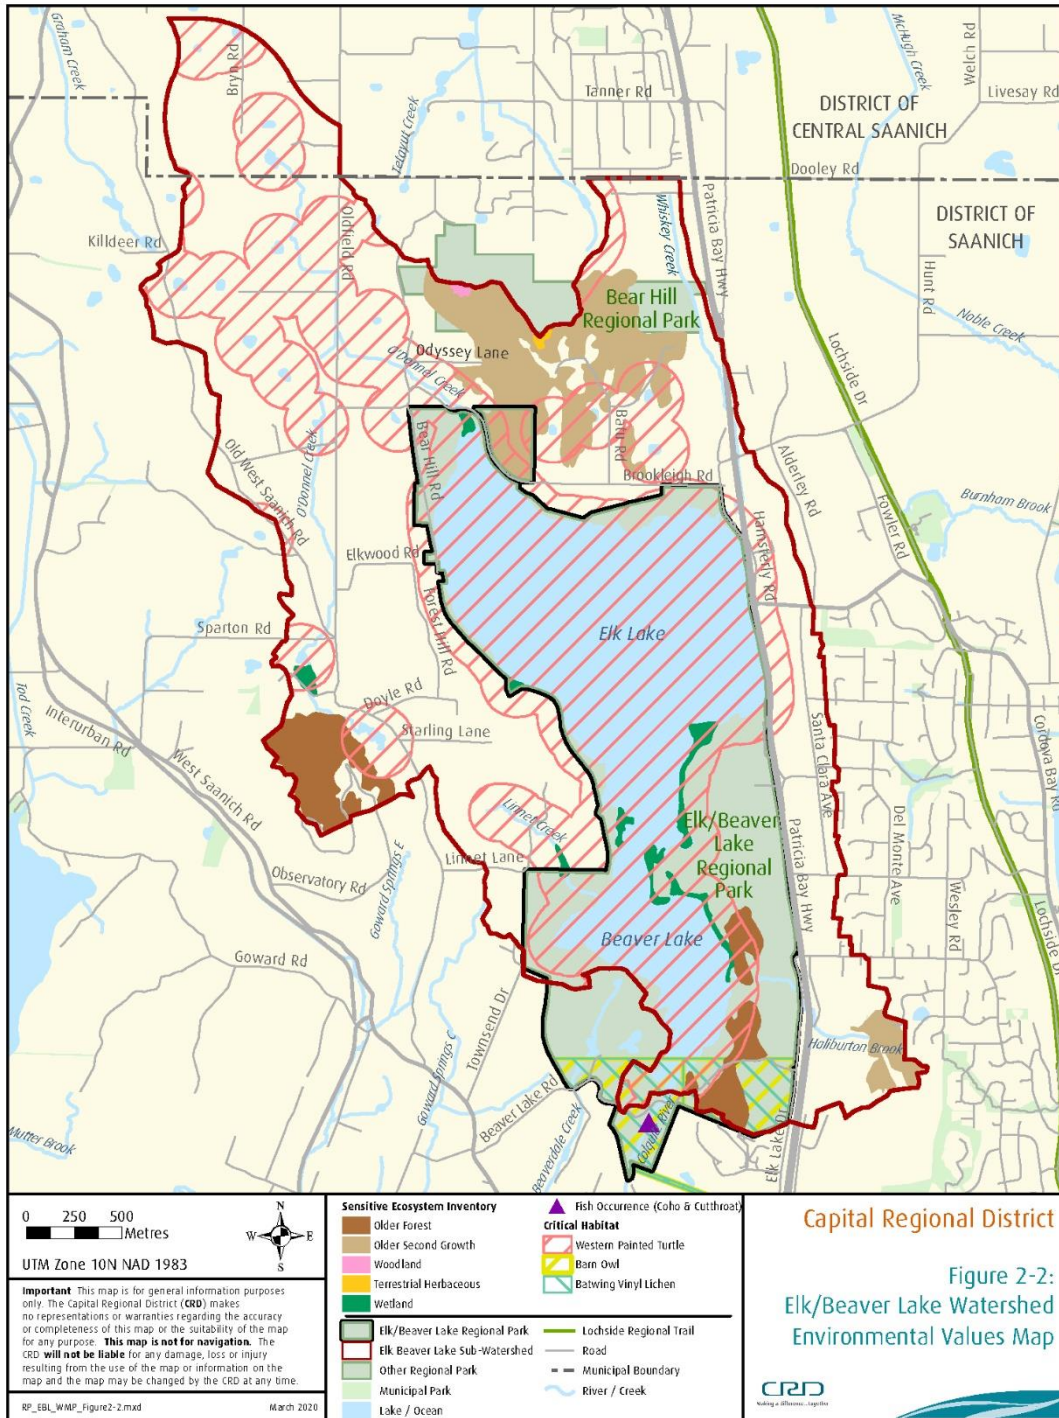 Graham Creek
Bryn Rd
Tetayut Creek
Tanner Rd
McHugh Creek
Welch Rd
Livesay Rd
DISTRICT OF
CENTRAL SAANICH
Dooley Rd
DISTRICT OF
SAANICH
Killdeer Rd
Oldfield Rd
Whiskey Creek
Patricia Bay Hwy
Hunt Rd
Noble Creek
Bear Hill
Regional Park
Odyssey Lane
O'Donnel Creek
Lochside Dr
Bear Hill Rd
Batu Rd
Brookleigh Rd
Old West Saanich Rd
O'Donnel Creek
Alderley Rd
Fowler Rd
Burnham Brook
Elkwood Rd
Hamsterly Rd
Forest Hill Rd
Sparton Rd
Elk Lake
Tod Creek
Interurban Rd
Doyle Rd
Starling Lane
West Saanich Rd
Santa Clara Ave
Cordova Bay Rd
Linnet Creek
Linnet Lane
Elk/Beaver
Lake
Regional
Park
Patricia Bay Hwy
Del Monte Ave
Wesley Rd
Observatory Rd
Goward Springs E
Beaver Lake
Lochside Dr
Goward Rd
Townsend Dr
Goward Springs C
Haliburton Brook
Beaver Lake Rd
Beaverdale Creek
Colquitz River
Elk Lake Dr
Mutter Brook
0 250 500
Metres
N
W E
S
UTM Zone 10N NAD 1983
Important This map is for general information purposes
only. The Capital Regional District (CRD) makes
no representations or warranties regarding the accuracy
or completeness of this map or the suitability of the map
for any purpose. This map is not for navigation. The
CRD will not be liable for any damage, loss or injury
resulting from the use of the map or information on the
map and the map may be changed by the CRD at any time.
RP_EBL_WMP_Figure2-2.mxd March 2020
Sensitive Ecosystem Inventory
Older Forest
Older Second Growth
Woodland
Terrestrial Herbaceous
Wetland
Fish Occurrence (Coho & Cutthroat)
Critical Habitat
Western Painted Turtle
Barn Owl
Batwing Vinyl Lichen
Elk/Beaver Lake Regional Park
Elk Beaver Lake Sub-Watershed
Other Regional Park
Municipal Park
Lake / Ocean
Lochside Regional Trail
Road
Municipal Boundary
River / Creek
Capital Regional District
Figure 2-2:
Elk/Beaver Lake Watershed
Environmental Values Map
CRD
Making a difference...together